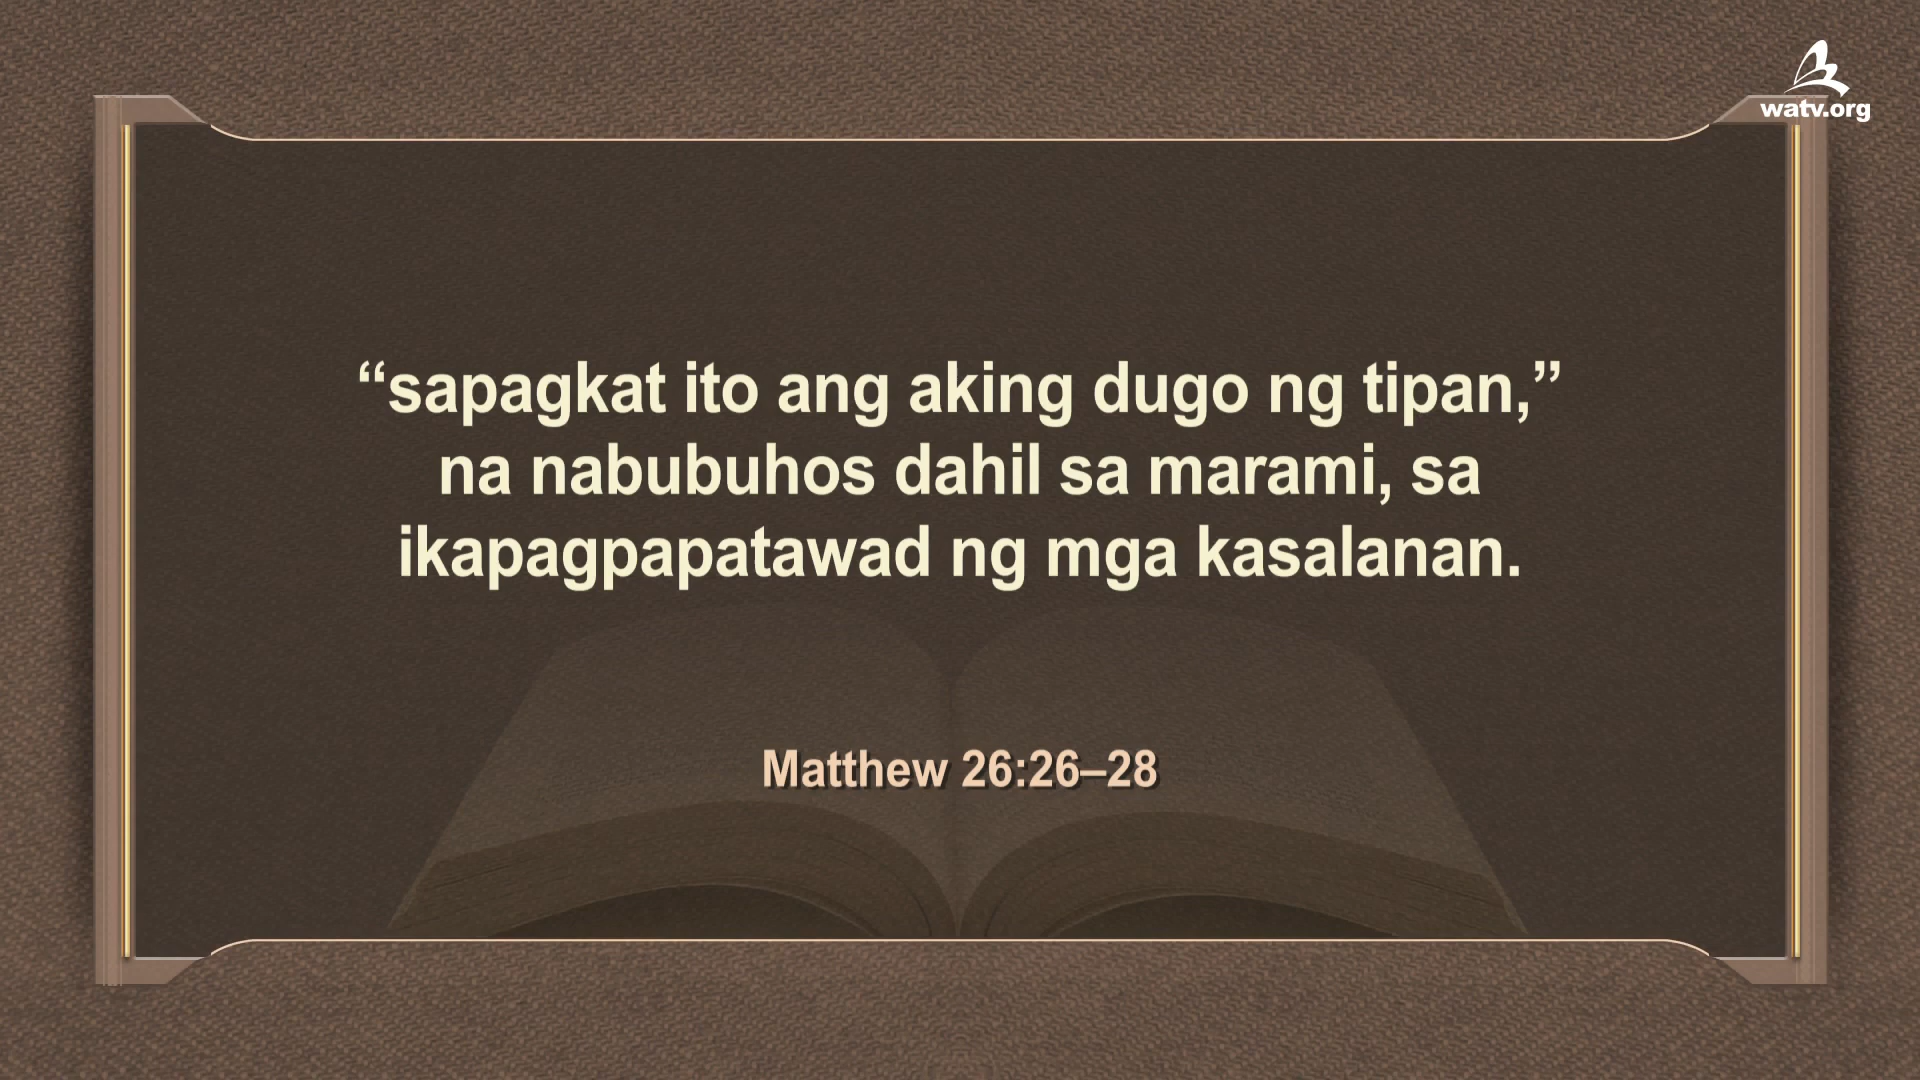 watv.org
“sapagkat ito ang aking dugo ng tipan,”
na nabubuhos dahil sa marami, sa
ikapagpapatawad ng mga kasalanan.
Matthew 26:26–28